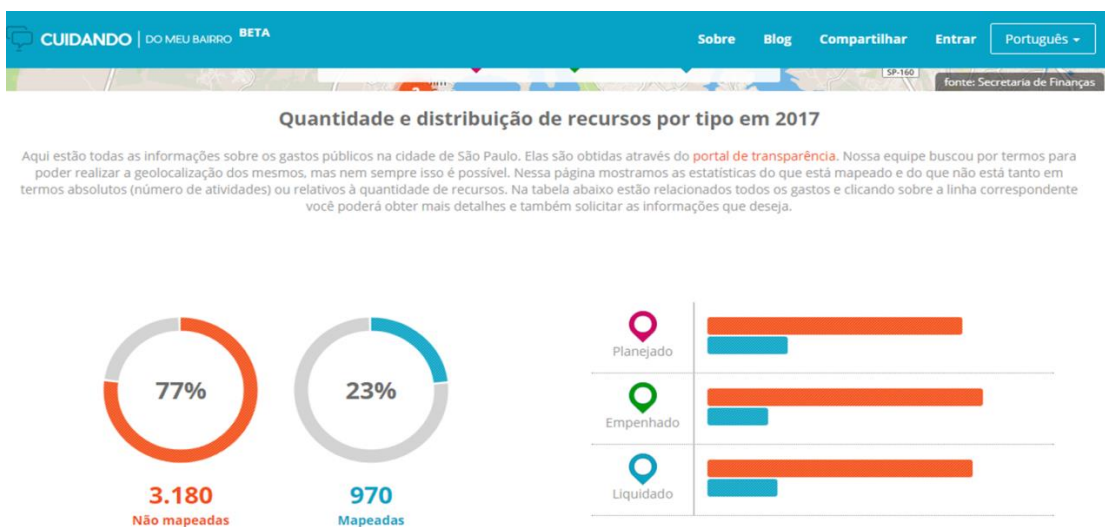 CUIDANDO | DO MEU BAIRRO BETA
Sobre Blog Compartilhar Entrar Português
SP-160
fonte: Secretaria de Finanças
Quantidade e distribuição de recursos por tipo em 2017
Aqui estão todas as informações sobre os gastos públicos na cidade de São Paulo. Elas são obtidas através do portal de transparência. Nossa equipe buscou por termos para
poder realizar a geolocalização dos mesmos, mas nem sempre isso é possível. Nessa página mostramos as estatísticas do que está mapeado e do que não está tanto em
termos absolutos (número de atividades) ou relativos à quantidade de recursos. Na tabela abaixo estão relacionados todos os gastos e clicando sobre a linha correspondente
você poderá obter mais detalhes e também solicitar as informações que deseja.
77%
23%
3.180
Não mapeadas
970
Mapeadas
Planejado
Empenhado
Liquidado